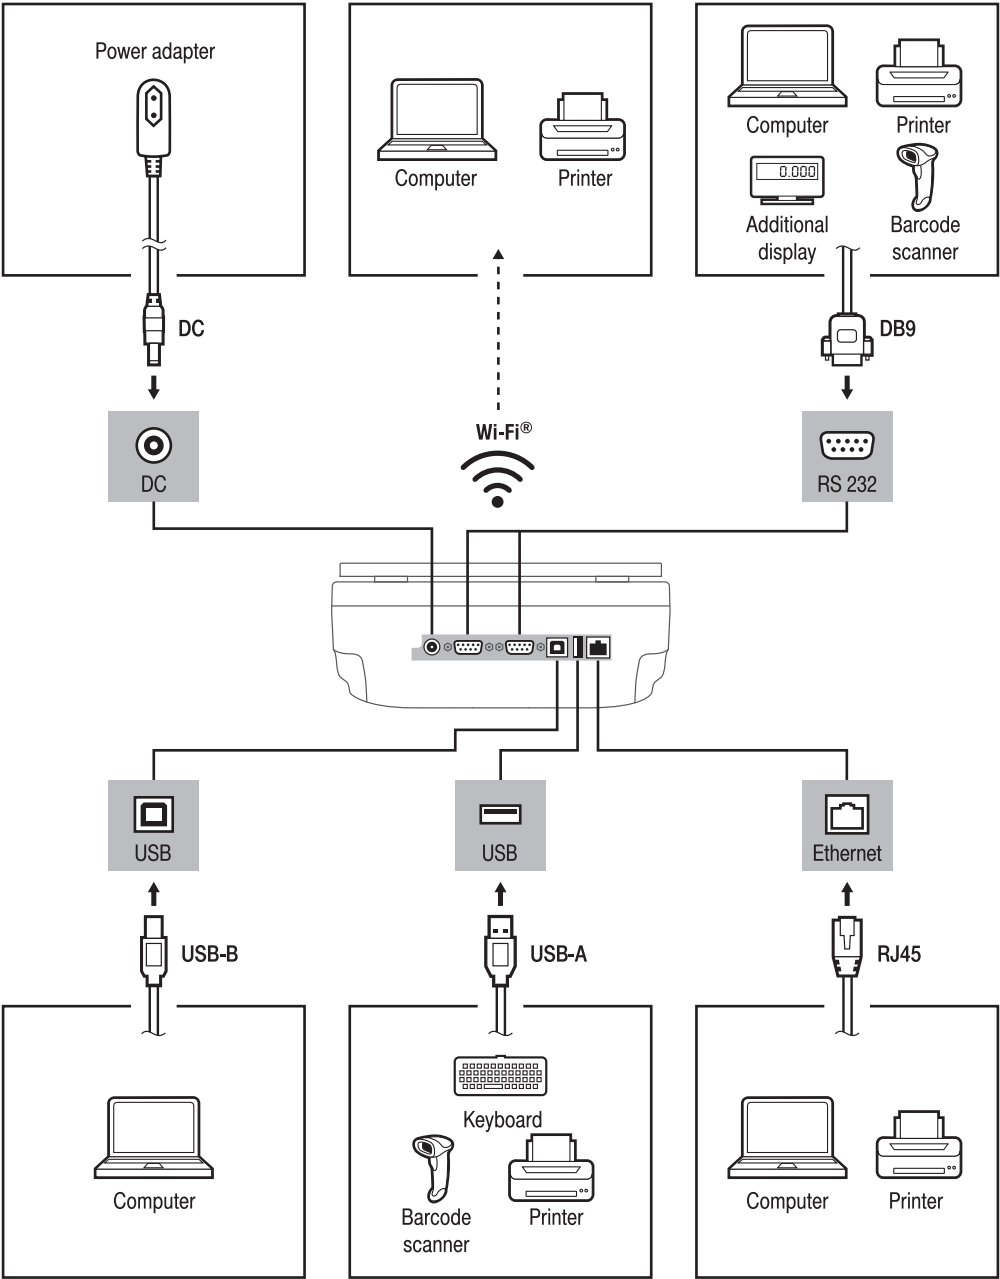 Power adapter
DC
DC
Computer
Printer
Wi-Fi®
Computer
Printer
0.000
Additional
display
Barcode
scanner
DB9
RS 232
USB
USB-B
Computer
USB
USB-A
Keyboard
Barcode
scanner
Printer
Ethernet
RJ45
Computer
Printer